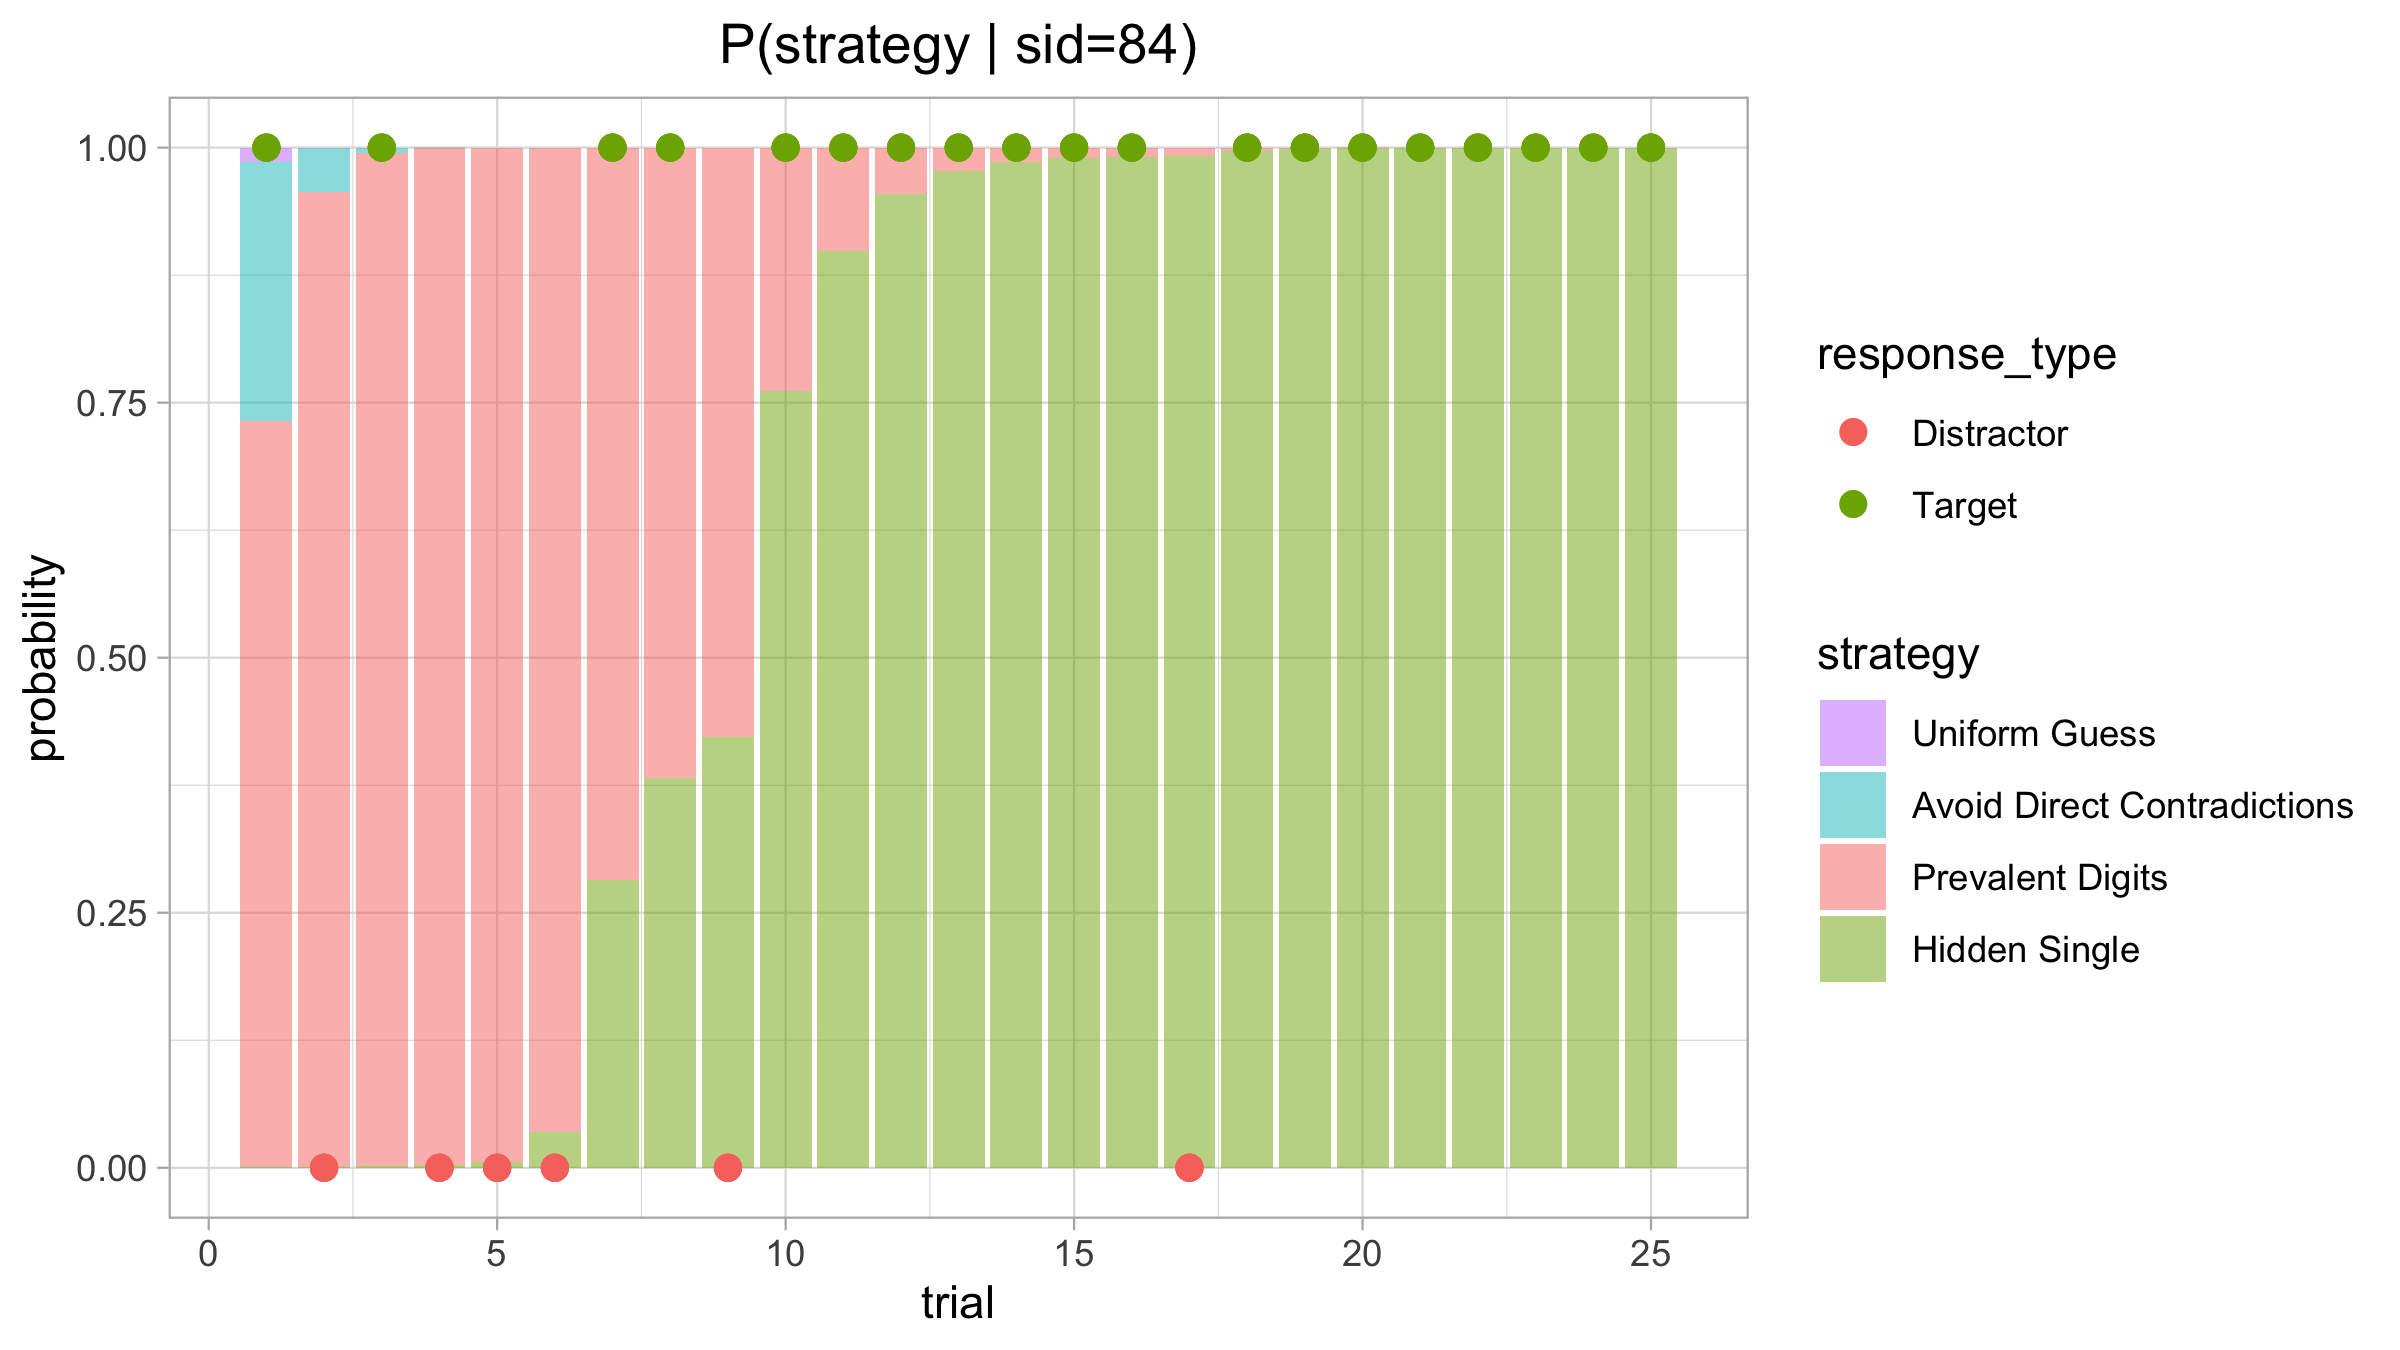 P(strategy | sid=84)
probability
1.00
0.75
0.50
0.25
0.00
0 5 10 15 20 25
trial
response_type
Distractor
Target
strategy
Uniform Guess
Avoid Direct Contradictions
Prevalent Digits
Hidden Single